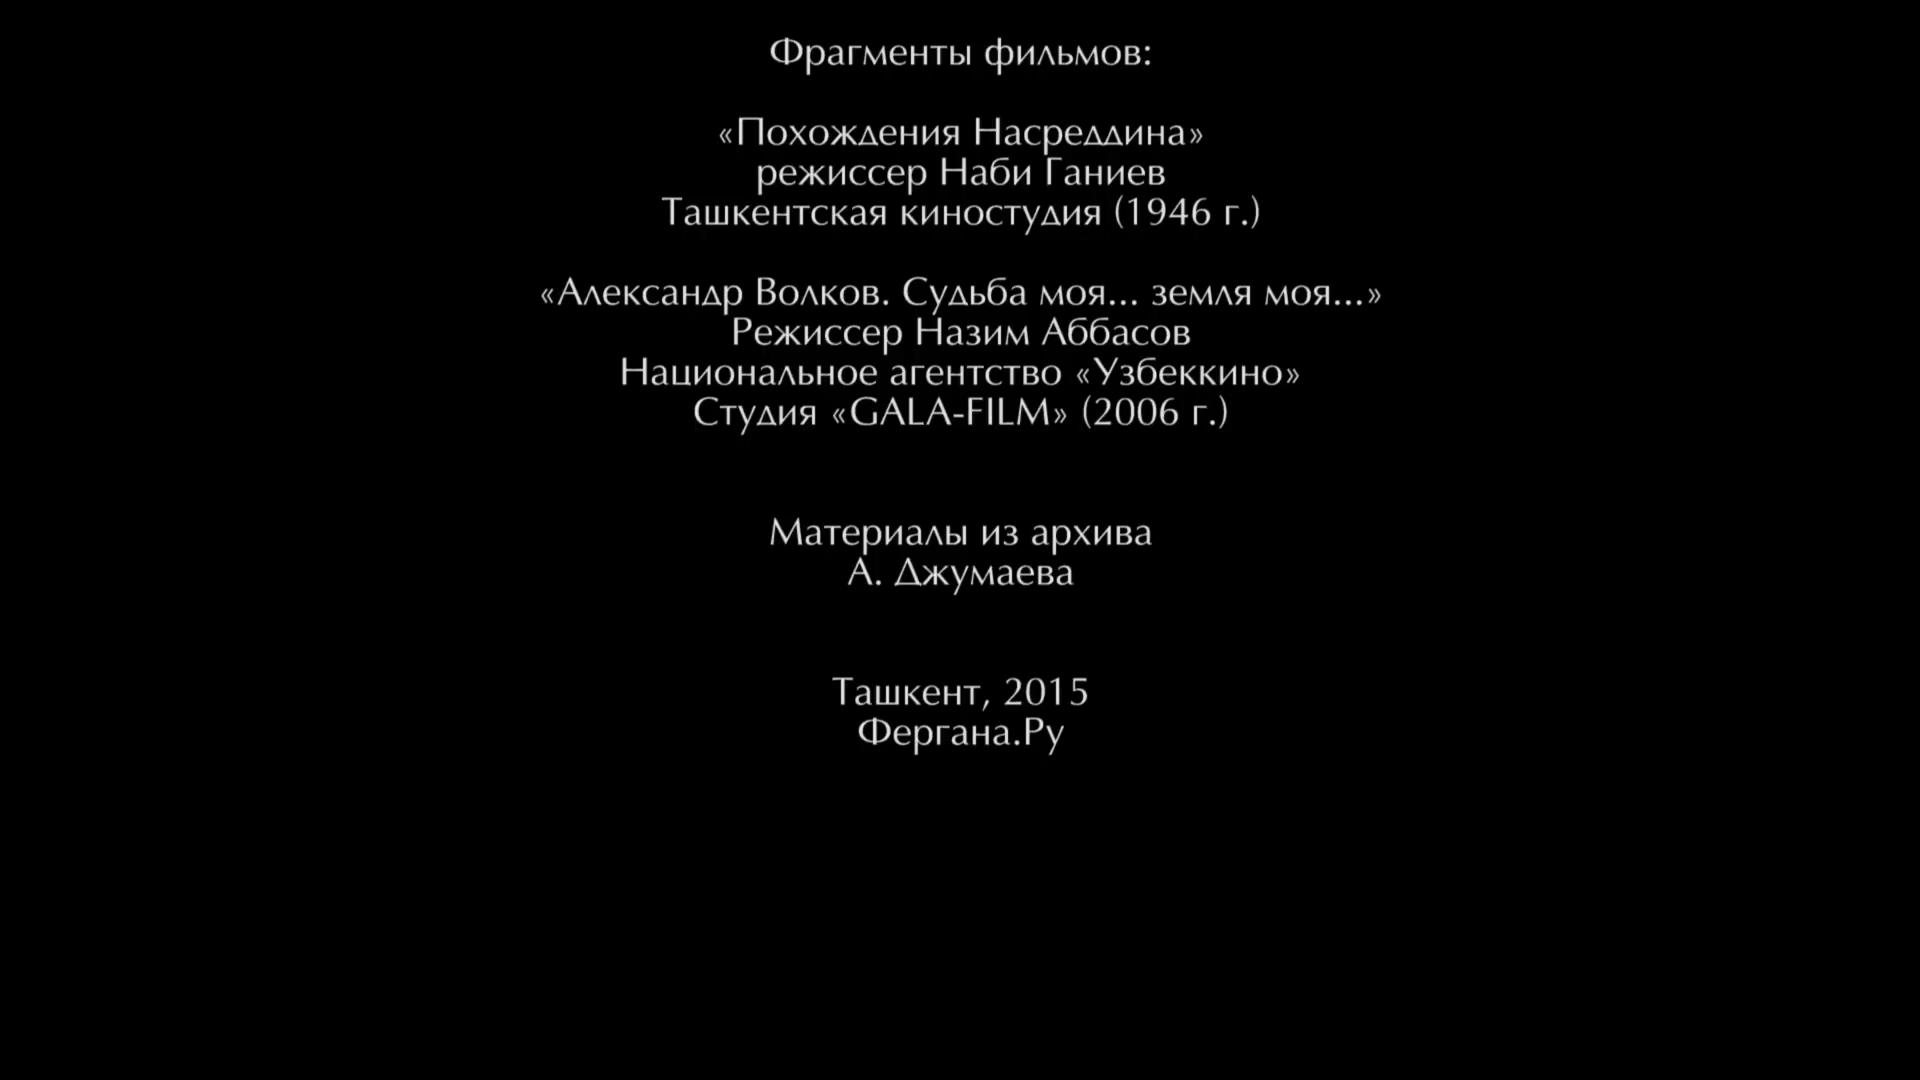 Фрагменты фильмов:
«Похождения Насреддина»
режиссер Наби Ганиев
Ташкентская киностудия (1946 г.)
«Александр Волков. Судьба моя... земля моя...»
Режиссер Назим Аббасов
Национальное агентство «Узбеккино»
Студия «GALA-FILM» (2006 г.)
Материалы из архива
А. Джумаева
Ташкент, 2015
Фергана.Ру